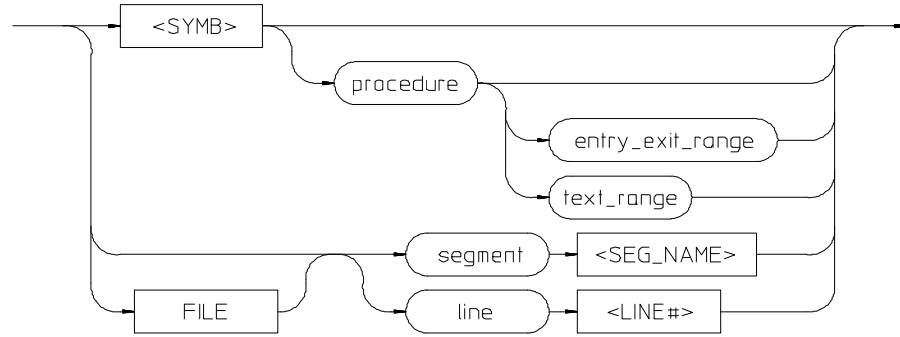 <SYMB>
procedure
entry_exit_range
text_range
segment <SEG_NAME>
FILE line <LINE#>